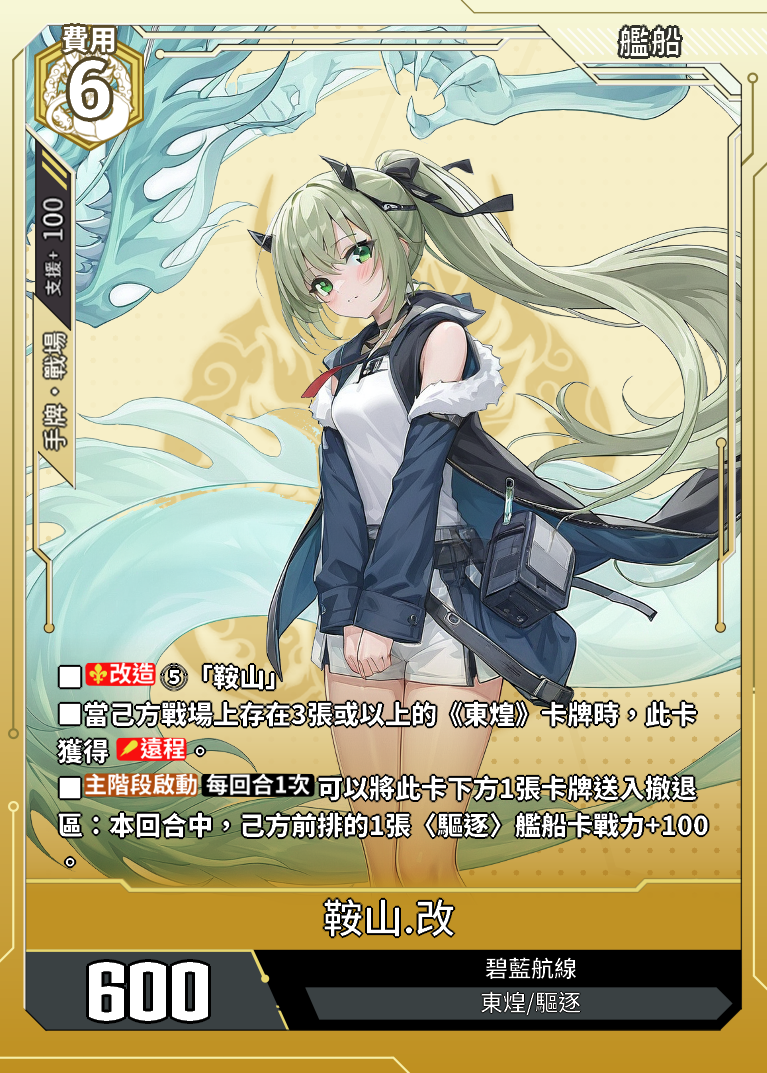 費用
6
艦船
支援+ 100
手牌・戰場
■改造⑤「鞍山」
■當己方戰場上存在3張或以上的《東煌》卡牌時，此卡
獲得 遠程。
■主階段啟動 每回合1次 可以將此卡下方1張卡牌送入撤退
區：本回合中，己方前排的1張〈驅逐〉艦船卡戰力+100
。
鞍山.改
600
碧藍航線
東煌/驅逐